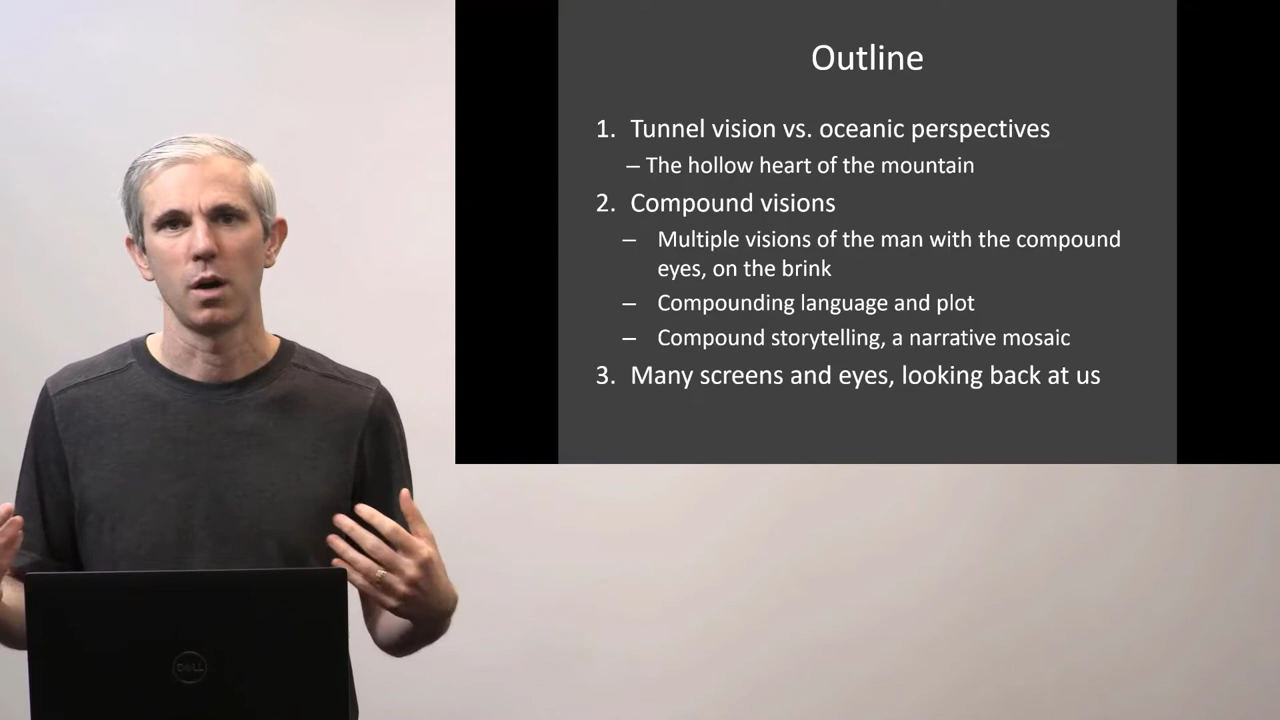 Outline
1. Tunnel vision vs. oceanic perspectives
– The hollow heart of the mountain
2. Compound visions
– Multiple visions of the man with the compound
eyes, on the brink
– Compounding language and plot
– Compound storytelling, a narrative mosaic
3. Many screens and eyes, looking back at us
DELL